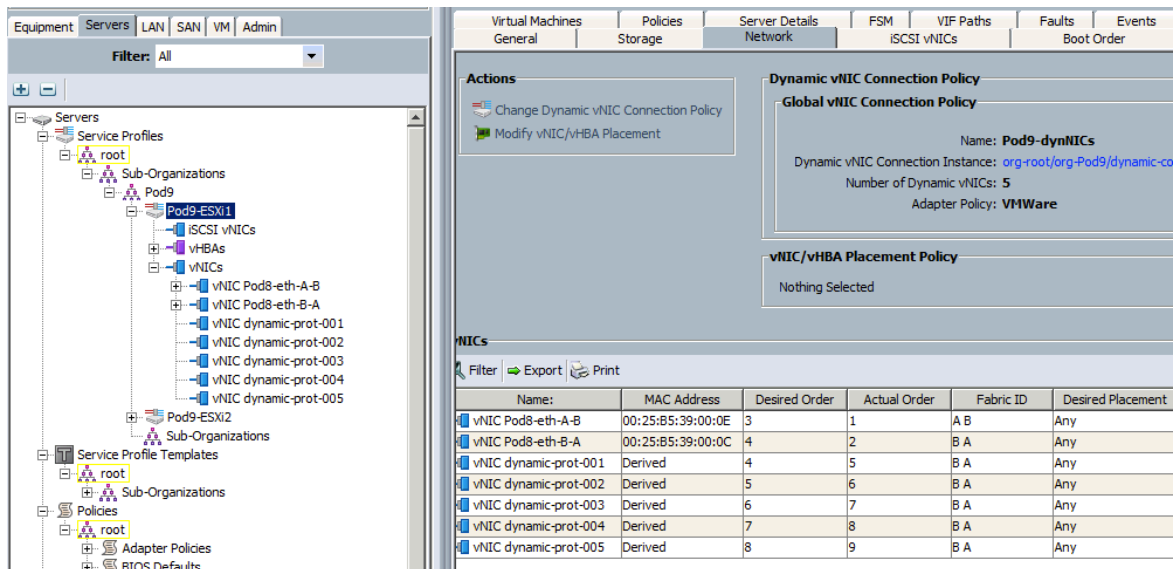 Equipment Servers LAN SAN VM Admin
Filter: All
Servers
Service Profiles
root
Sub-Organizations
Pod9
Pod9-ESXi1
iSCSI vNICs
vHBAs
vNICs
vNIC Pod8-eth-A-B
vNIC Pod8-eth-B-A
vNIC dynamic-prot-001
vNIC dynamic-prot-002
vNIC dynamic-prot-003
vNIC dynamic-prot-004
vNIC dynamic-prot-005
Pod9-ESXi2
Sub-Organizations
Service Profile Templates
root
Sub-Organizations
Policies
root
Adapter Policies
BIOS Defaults
Virtual Machines Policies Server Details FSM VIF Paths Faults Events
General Storage Network iSCSI vNICs Boot Order
Actions
Change Dynamic vNIC Connection Policy
Modify vNIC/vHBA Placement
Dynamic vNIC Connection Policy
Global vNIC Connection Policy
Name: Pod9-dynNICs
Dynamic vNIC Connection Instance: org-root/org-Pod9/dynamic-co
Number of Dynamic vNICs: 5
Adapter Policy: VMWare
vNIC/vHBA Placement Policy
Nothing Selected
vNICs
Filter Export Print
Name: MAC Address Desired Order Actual Order Fabric ID Desired Placement
vNIC Pod8-eth-A-B 00:25:B5:39:00:0E 3 1 A B Any
vNIC Pod8-eth-B-A 00:25:B5:39:00:0C 4 2 B A Any
vNIC dynamic-prot-001 Derived 4 5 B A Any
vNIC dynamic-prot-002 Derived 5 6 B A Any
vNIC dynamic-prot-003 Derived 6 7 B A Any
vNIC dynamic-prot-004 Derived 7 8 B A Any
vNIC dynamic-prot-005 Derived 8 9 B A Any